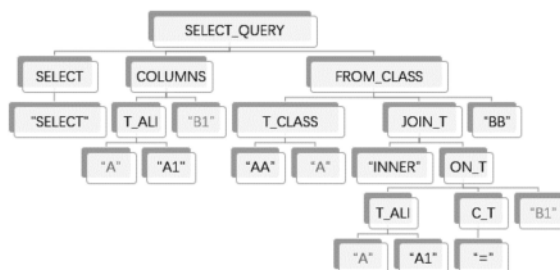 SELECT_QUERY
SELECT COLUMNS FROM_CLASS
"SELECT" T_ALI "B1" T_CLASS JOIN_T "BB"
"A" "A1" "AA" "A" "INNER" ON_T
T_ALI C_T "B1"
"A" "A1" "="